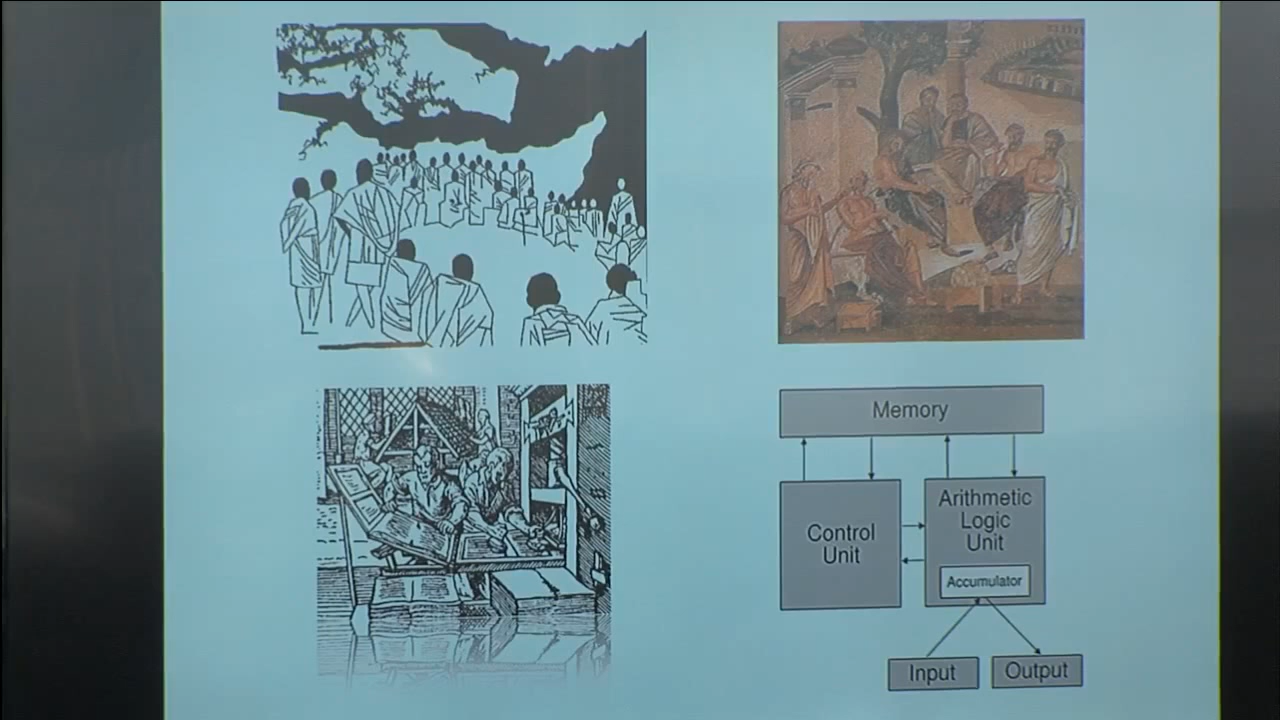 Memory
Control
Unit
Arithmetic
Logic
Unit
Accumulator
Input
Output